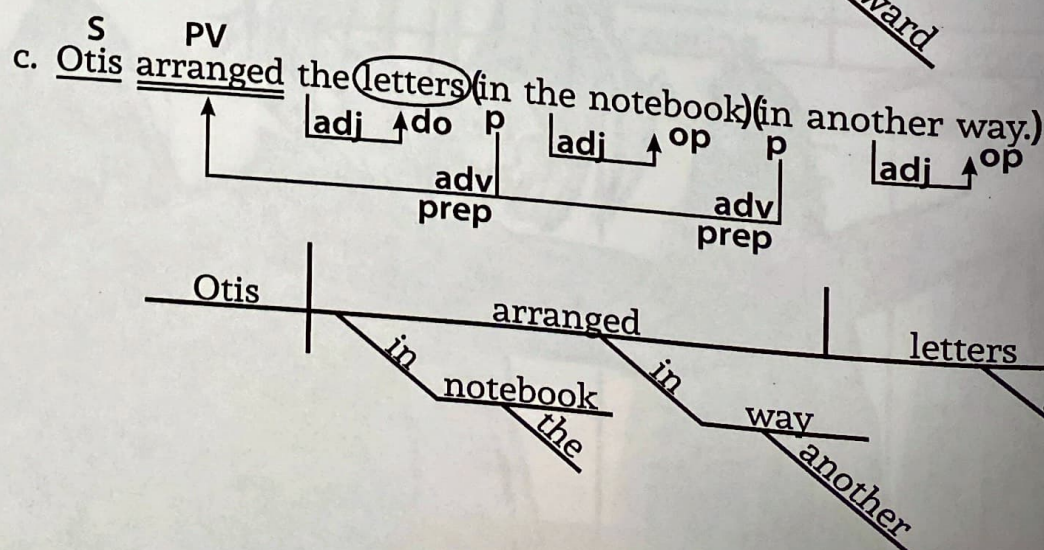 ward
S PV
c. Otis arranged the letters (in the notebook)(in another way.)
adj do p adj op p adj op
adv adv
prep prep
Otis arranged letters
in in
notebook way
the another